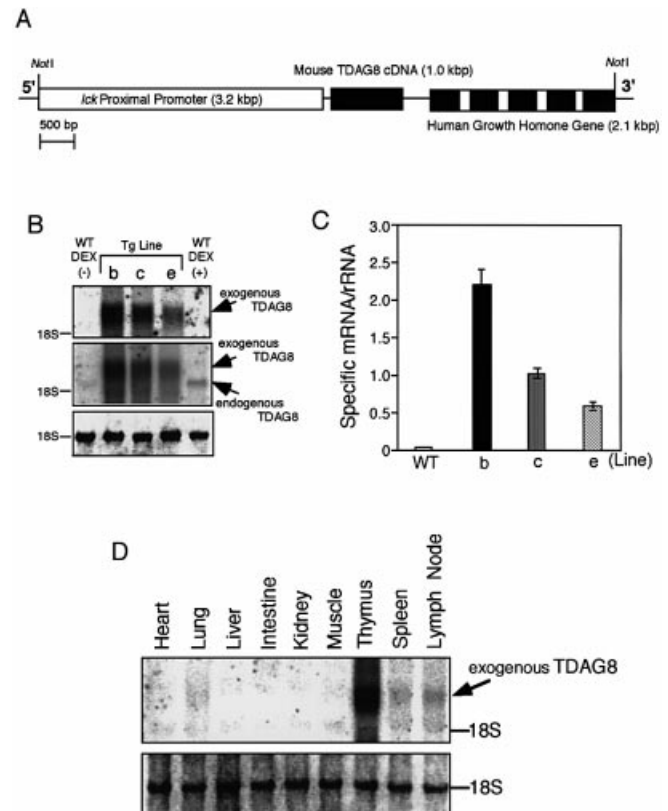 A
NotI
NotI
5'
Mouse TDAG8 cDNA (1.0 kbp)
3'
lck Proximal Promoter (3.2 kbp)
500 bp
Human Growth Homone Gene (2.1 kbp)
B
WT DEX (-)
Tg Line
WT DEX (+)
b c e
exogenous TDAG8
18S
exogenous TDAG8
18S
endogenous TDAG8
18S
C
Specific mRNA/rRNA
3.0
2.5
2.0
1.5
1.0
0.5
0
WT b c e (Line)
D
Heart Lung Liver Intestine Kidney Muscle Thymus Spleen Lymph Node
exogenous TDAG8
18S
18S